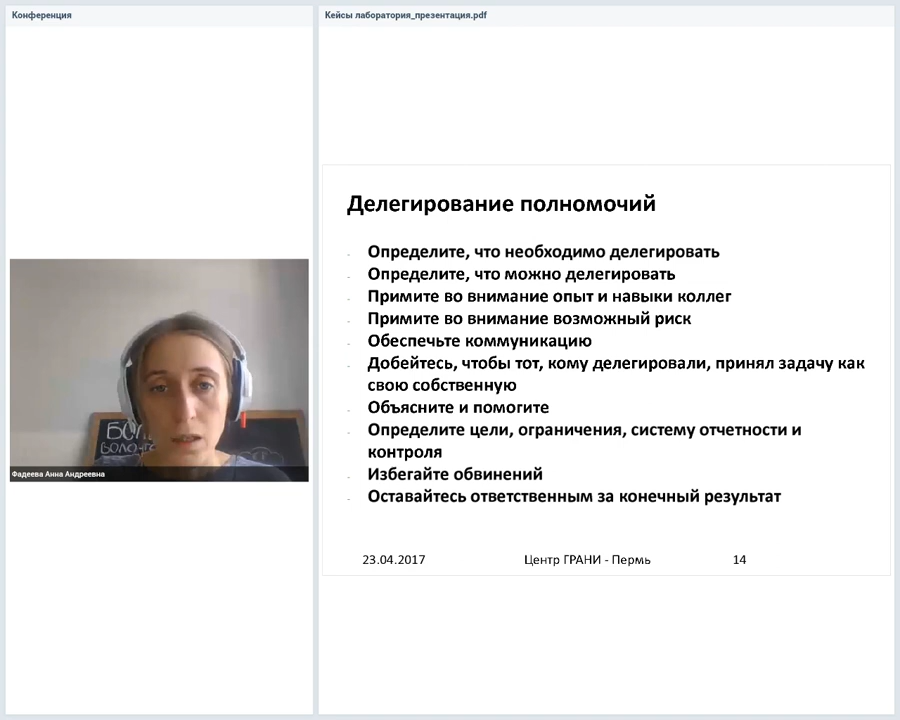 Конференция
Кейсы лаборатория_презентация.pdf
Делегирование полномочий
- Определите, что необходимо делегировать
- Определите, что можно делегировать
- Примите во внимание опыт и навыки коллег
- Примите во внимание возможный риск
- Обеспечьте коммуникацию
- Добейтесь, чтобы тот, кому делегировали, принял задачу как
свою собственную
- Объясните и помогите
- Определите цели, ограничения, систему отчетности и
контроля
- Избегайте обвинений
- Оставайтесь ответственным за конечный результат
23.04.2017 Центр ГРАНИ - Пермь 14
Фадеева Анна Андреевна